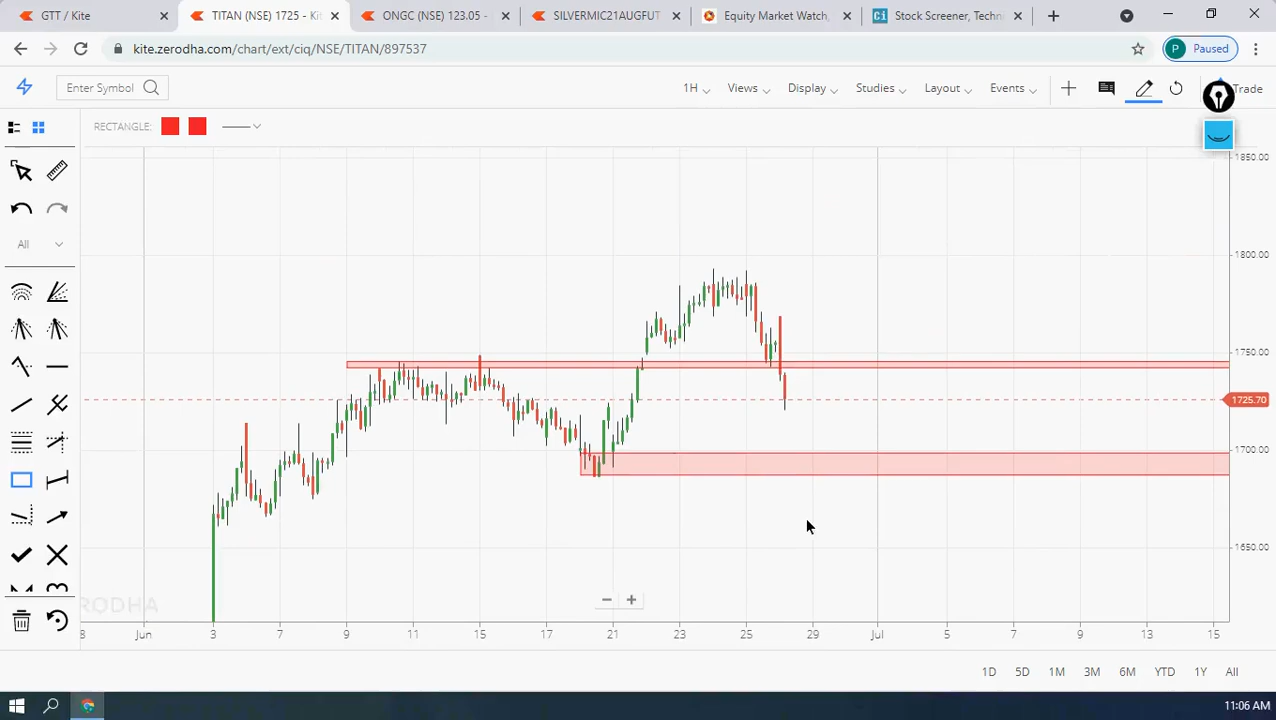 GTT / Kite
TITAN (NSE) 1725 - Kit
ONGC (NSE) 123.05 -
SILVERMIC21AUGFUT
Equity Market Watch,
Stock Screener, Techn
kite.zerodha.com/chart/ext/ciq/NSE/TITAN/897537
P Paused
Enter Symbol
1H
Views
Display
Studies
Layout
Events
Trade
RECTANGLE:
All
1850.00
1800.00
1750.00
1725.70
1700.00
1650.00
RODHA
8 Jun 3 7 9 11 15 17 21 23 25 29 Jul 5 7 9 13 15
1D 5D 1M 3M 6M YTD 1Y All
11:06 AM